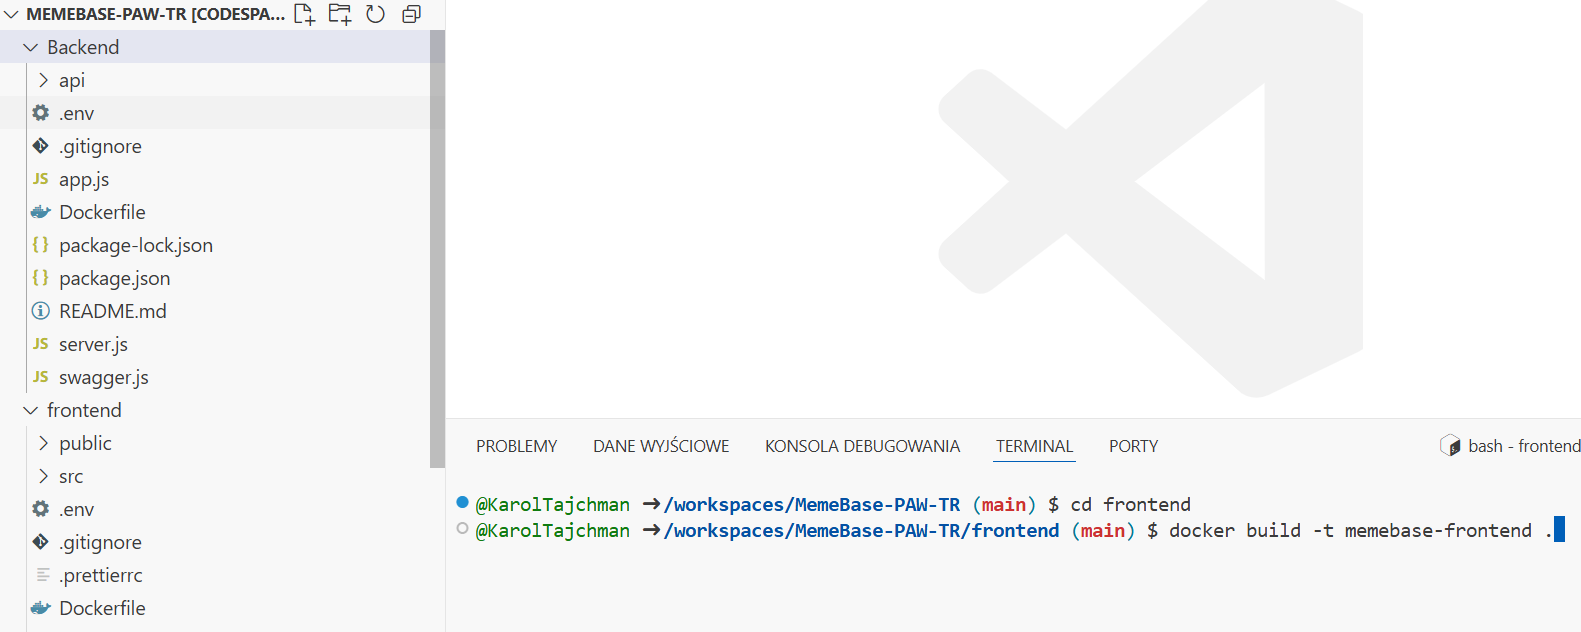 MEMEBASE-PAW-TR [CODESPA...
Backend
api
.env
.gitignore
JS app.js
Dockerfile
{} package-lock.json
{} package.json
README.md
JS server.js
JS swagger.js
frontend
public
src
.env
.gitignore
.prettierrc
Dockerfile
PROBLEMY DANE WYJŚCIOWE KONSOLA DEBUGOWANIA TERMINAL PORTY bash - frontend
@KarolTajchman ➜/workspaces/MemeBase-PAW-TR (main) $ cd frontend
@KarolTajchman ➜/workspaces/MemeBase-PAW-TR/frontend (main) $ docker build -t memebase-frontend .